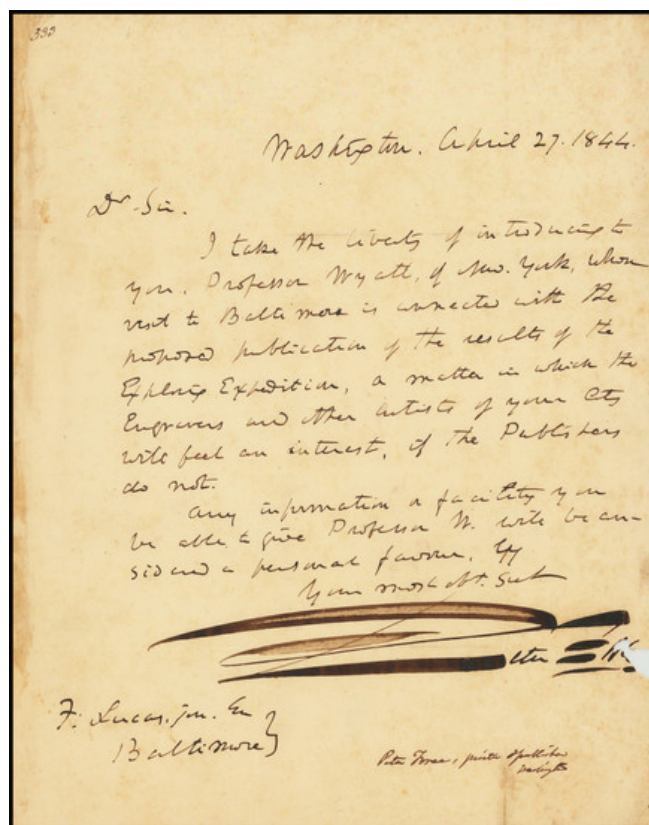 333
Washington. April 27. 1844.
Dr. Sir.
I take the liberty of introducing to
you. Professor Wyatt, of New. York, whose
visit to Baltimore is connected with the
proposed publication of the results of the
Exploring Expedition, a matter in which the
Engravers and other artists of your City
will feel an interest, if the Publishers
do not.
Any information or facility you
be able to give Professor W. will be con-
sidered a personal favour, by
Your most obt. Sevt
F. Lucas. jun. Esq
Baltimore}
Peter Force, printer & publisher
Washington